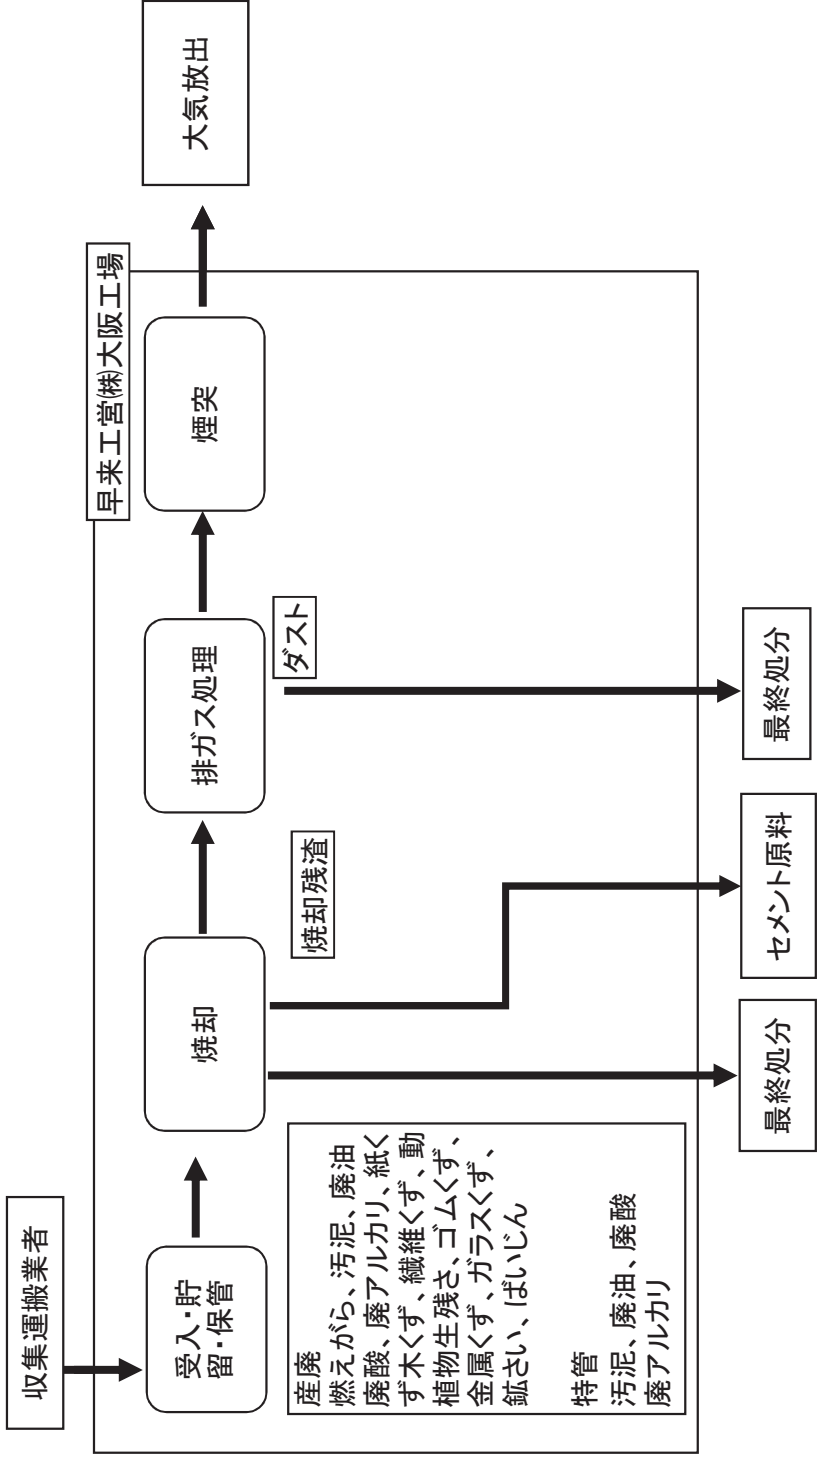 収集運搬業者
早来工営㈱大阪工場
受入・貯
留・保管
焼却
排ガス処理
煙突
大気放出
焼却残渣
ダスト
産廃
燃えがら、汚泥、廃油
廃酸、廃アルカリ、紙く
ず木くず、繊維くず、動
植物生残さ、ゴムくず、
金属くず、ガラスくず、
鉱さい、ばいじん
特管
汚泥、廃油、廃酸
廃アルカリ
最終処分
セメント原料
最終処分